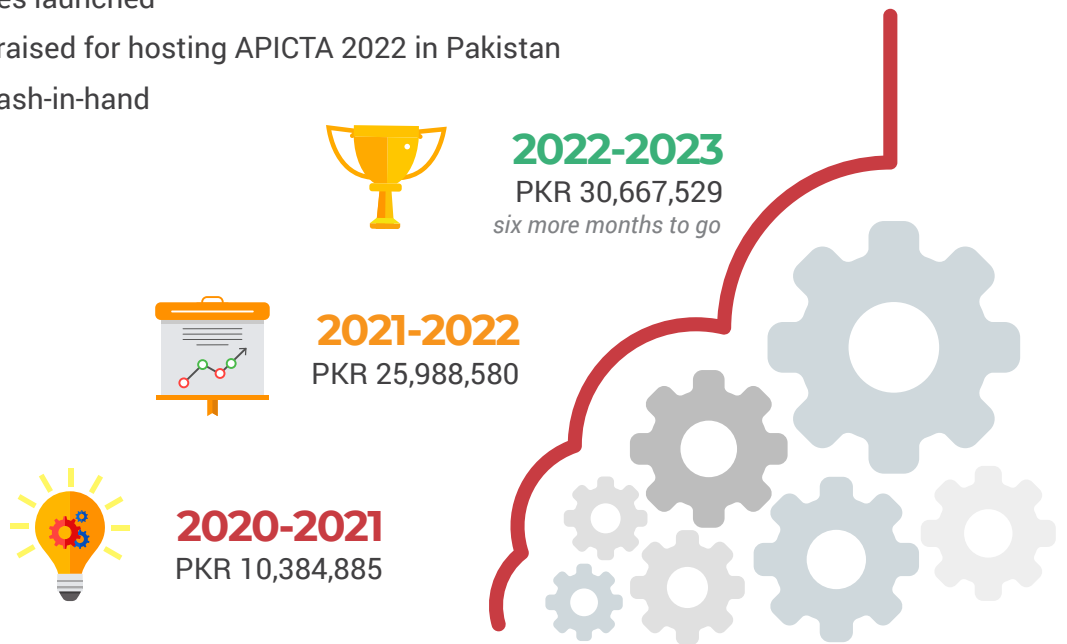 launched
raised for hosting APICTA 2022 in Pakistan
2022-2023
PKR 30,667,529
six more months to go
2021-2022
PKR 25,988,580
2020-2021
PKR 10,384,885